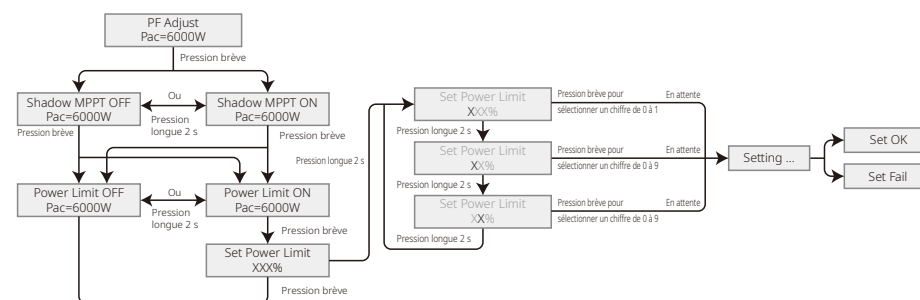 PF Adjust
Pac=6000W
Pression brève
Shadow MPPT OFF
Pac=6000W
Ou
Pression
longue 2 s
Shadow MPPT ON
Pac=6000W
Pression brève
Pression brève
Pression longue 2 s
Power Limit OFF
Pac=6000W
Ou
Pression
longue 2 s
Power Limit ON
Pac=6000W
Pression brève
Set Power Limit
XXX%
Pression brève
Set Power Limit
XXX%
Pression brève pour
sélectionner un chiffre de 0 à 1
En attente
Pression longue 2 s
Set Power Limit
XX%
Pression brève pour
sélectionner un chiffre de 0 à 9
En attente
Pression longue 2 s
Set Power Limit
XX%
Pression brève pour
sélectionner un chiffre de 0 à 9
En attente
Pression longue 2 s
Setting ...
Set OK
Set Fail